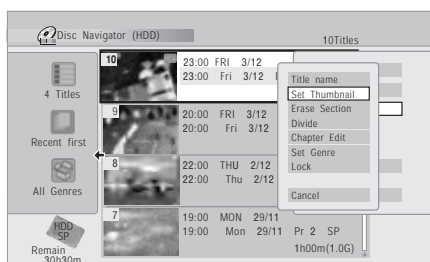 Disc Navigator (HDD)
10Titles
4 Titles
Recent first
All Genres
HDD
SP
Remain
30h30m
10
23:00 FRI 3/12
23:00 Fri 3/12
9
20:00 FRI 3/12
20:00 Fri 3/12
8
22:00 THU 2/12
22:00 Thu 2/12
7
19:00 MON 29/11
19:00 Mon 29/11 Pr 2 SP
1h00m(1.0G)
Title name
Set Thumbnail
Erase Section
Divide
Chapter Edit
Set Genre
Lock
Cancel